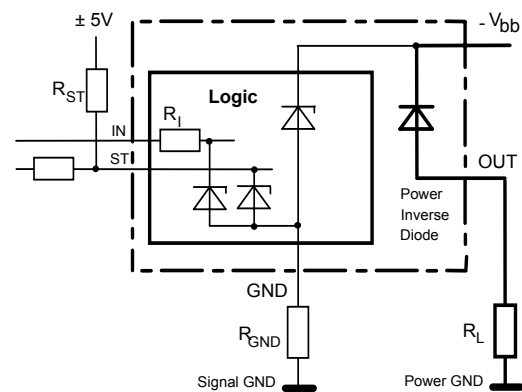 ± 5V
- Vbb
RST
Logic
IN
RI
ST
OUT
Power
Inverse
Diode
GND
RGND
RL
Signal GND
Power GND